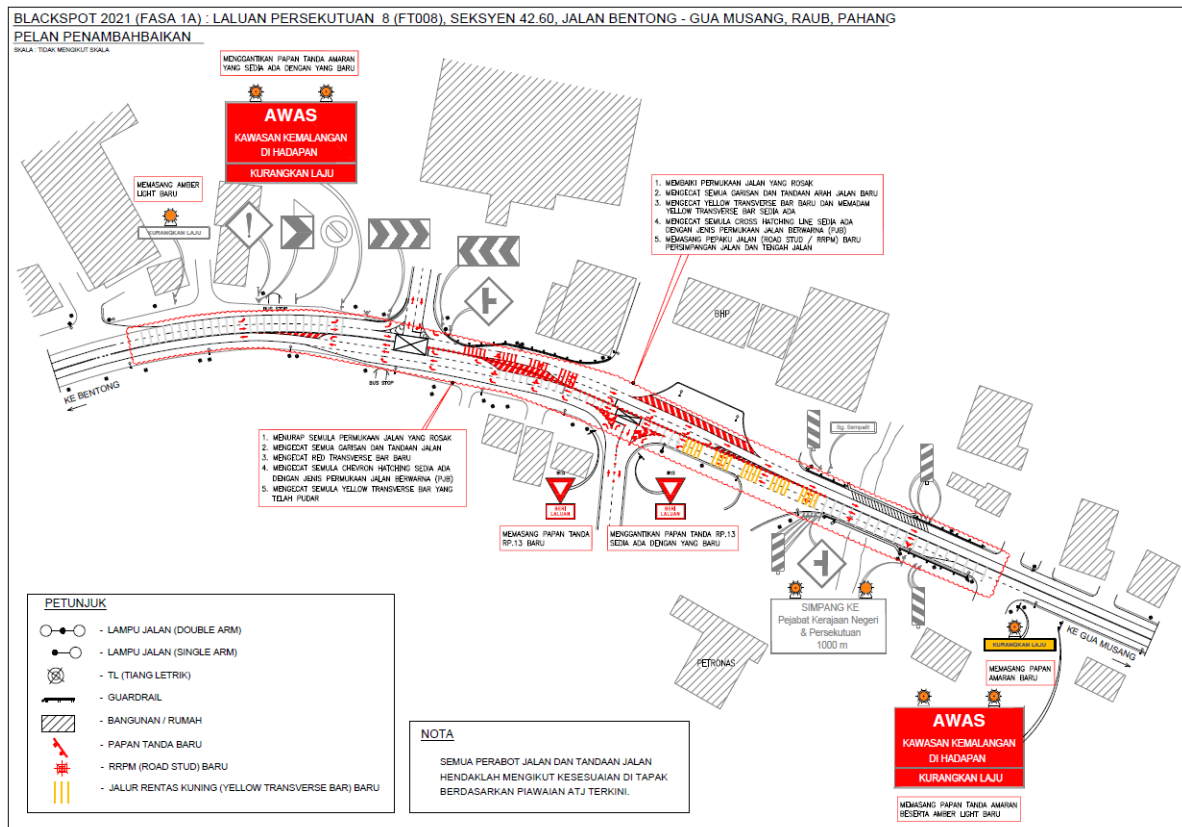 BLACKSPOT 2021 (FASA 1A) : LALUAN PERSEKUTUAN 8 (FT008), SEKSYEN 42.60, JALAN BENTONG - GUA MUSANG, RAUB, PAHANG
PELAN PENAMBAHBAIKAN
SKALA : TIDAK MENGIKUT SKALA
MENGGANTIKAN PAPAN TANDA AMARAN
YANG SEDIA ADA DENGAN YANG BARU
AWAS
KAWASAN KEMALANGAN
DI HADAPAN
KURANGKAN LAJU
MEMASANG AMBER
LIGHT BARU
KURANGKAN LAJU
1. MEMBAIKI PERMUKAAN JALAN YANG ROSAK
2. MENGECAT SEMUA GARISAN DAN TANDAAN ARAH JALAN BARU
3. MENGECAT YELLOW TRANSVERSE BAR BARU DAN MEMADAM
YELLOW TRANSVERSE BAR SEDIA ADA
4. MENGECAT SEMULA CROSS HATCHING LINE SEDIA ADA
DENGAN JENIS PERMUKAAN JALAN BERWARNA (PJB)
5. MEMASANG PEPAKU JALAN (ROAD STUD / RRPM) BARU
PERSIMPANGAN JALAN DAN TENGAH JALAN
BUS STOP
BHP
KE BENTONG
BUS STOP
Sg. Sempalit
1. MENURAP SEMULA PERMUKAAN JALAN YANG ROSAK
2. MENGECAT SEMUA GARISAN DAN TANDAAN JALAN
3. MENGECAT RED TRANSVERSE BAR BARU
4. MENGECAT SEMULA CHEVRON HATCHING SEDIA ADA
DENGAN JENIS PERMUKAAN JALAN BERWARNA (PJB)
5. MENGECAT SEMULA YELLOW TRANSVERSE BAR YANG
TELAH PUDAR
BERI
LALUAN
BERI
LALUAN
MEMASANG PAPAN TANDA
RP.13 BARU
MENGGANTIKAN PAPAN TANDA RP.13
SEDIA ADA DENGAN YANG BARU
SIMPANG KE
Pejabat Kerajaan Negeri
& Persekutuan
1000 m
PETRONAS
KE GUA MUSANG
KURANGKAN LAJU
MEMASANG PAPAN
AMARAN BARU
AWAS
KAWASAN KEMALANGAN
DI HADAPAN
KURANGKAN LAJU
MEMASANG PAPAN TANDA AMARAN
BESERTA AMBER LIGHT BARU
PETUNJUK
- LAMPU JALAN (DOUBLE ARM)
- LAMPU JALAN (SINGLE ARM)
- TL (TIANG LETRIK)
- GUARDRAIL
- BANGUNAN / RUMAH
- PAPAN TANDA BARU
- RRPM (ROAD STUD) BARU
- JALUR RENTAS KUNING (YELLOW TRANSVERSE BAR) BARU
NOTA
SEMUA PERABOT JALAN DAN TANDAAN JALAN
HENDAKLAH MENGIKUT KESESUAIAN DI TAPAK
BERDASARKAN PIAWAIAN ATJ TERKINI.